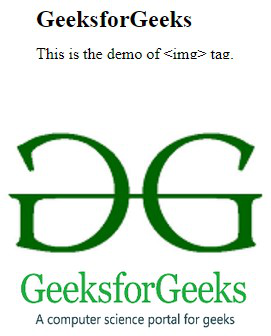 GeeksforGeeks
This is the demo of <img> tag.
GeeksforGeeks
A computer science portal for geeks